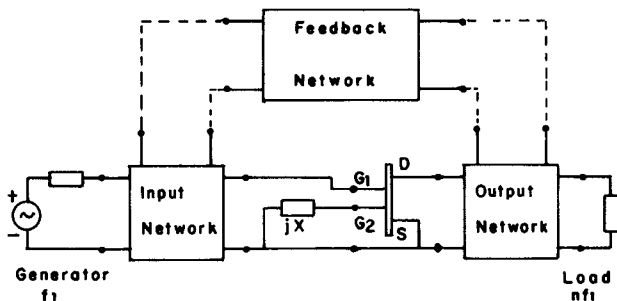 Feedback
Network
+
−
Input
Network
G1
D
G2
S
jX
Output
Network
Generator
f1
Load
nf1